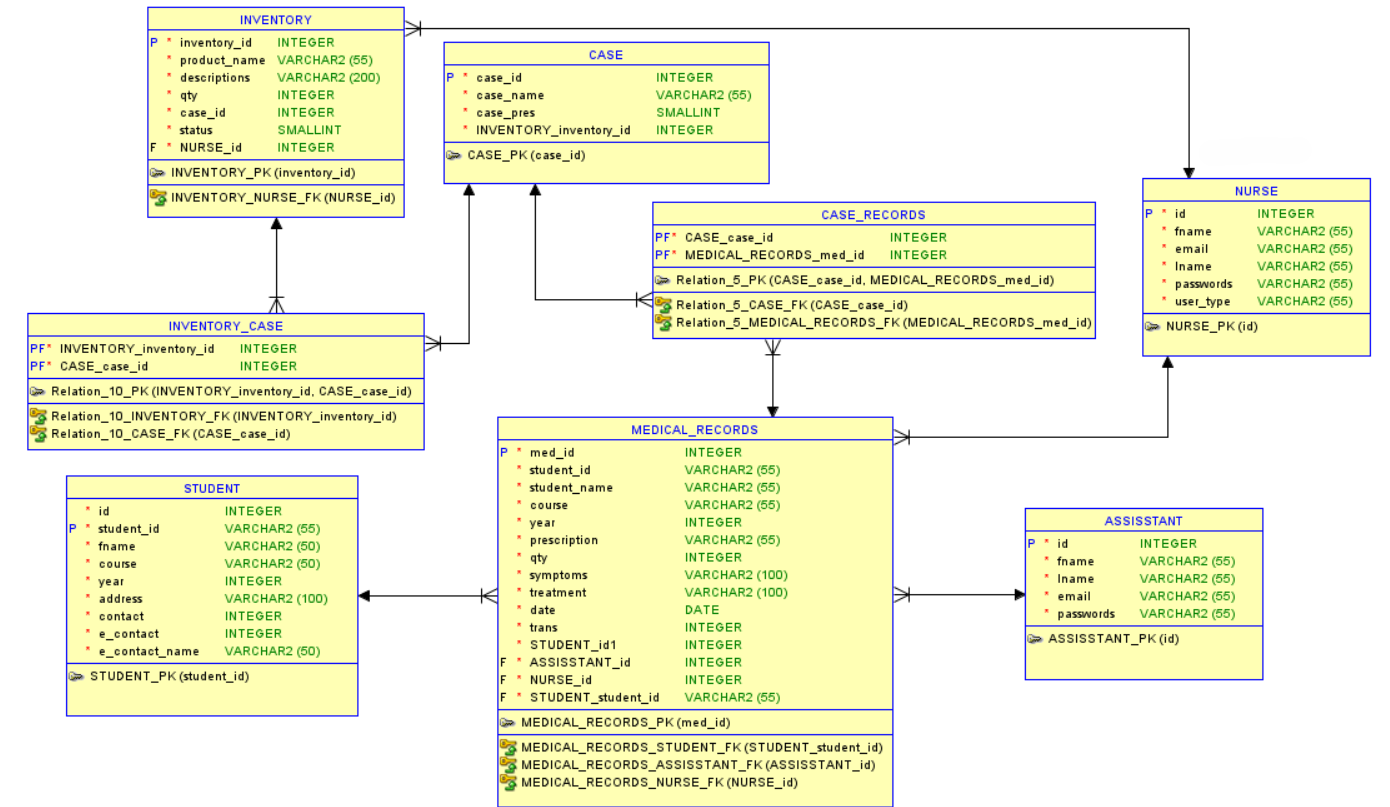 INVENTORY
P * inventory_id INTEGER
* product_name VARCHAR2 (55)
* descriptions VARCHAR2 (200)
* qty INTEGER
* case_id INTEGER
* status SMALLINT
F * NURSE_id INTEGER
INVENTORY_PK (inventory_id)
INVENTORY_NURSE_FK (NURSE_id)
CASE
P * case_id INTEGER
* case_name VARCHAR2 (55)
* case_pres SMALLINT
* INVENTORY_inventory_id INTEGER
CASE_PK (case_id)
NURSE
P * id INTEGER
* fname VARCHAR2 (55)
* email VARCHAR2 (55)
* lname VARCHAR2 (55)
* passwords VARCHAR2 (55)
* user_type VARCHAR2 (55)
NURSE_PK (id)
CASE_RECORDS
PF* CASE_case_id INTEGER
PF* MEDICAL_RECORDS_med_id INTEGER
Relation_5_PK (CASE_case_id, MEDICAL_RECORDS_med_id)
Relation_5_CASE_FK (CASE_case_id)
Relation_5_MEDICAL_RECORDS_FK (MEDICAL_RECORDS_med_id)
INVENTORY_CASE
PF* INVENTORY_inventory_id INTEGER
PF* CASE_case_id INTEGER
Relation_10_PK (INVENTORY_inventory_id, CASE_case_id)
Relation_10_INVENTORY_FK (INVENTORY_inventory_id)
Relation_10_CASE_FK (CASE_case_id)
MEDICAL_RECORDS
P * med_id INTEGER
* student_id VARCHAR2 (55)
* student_name VARCHAR2 (55)
* course VARCHAR2 (55)
* year INTEGER
* prescription VARCHAR2 (55)
* qty INTEGER
* symptoms VARCHAR2 (100)
* treatment VARCHAR2 (100)
* date DATE
* trans INTEGER
* STUDENT_id1 INTEGER
F * ASSISSTANT_id INTEGER
F * NURSE_id INTEGER
F * STUDENT_student_id VARCHAR2 (55)
MEDICAL_RECORDS_PK (med_id)
MEDICAL_RECORDS_STUDENT_FK (STUDENT_student_id)
MEDICAL_RECORDS_ASSISSTANT_FK (ASSISSTANT_id)
MEDICAL_RECORDS_NURSE_FK (NURSE_id)
STUDENT
* id INTEGER
P * student_id VARCHAR2 (55)
* fname VARCHAR2 (50)
* course VARCHAR2 (50)
* year INTEGER
* address VARCHAR2 (100)
* contact INTEGER
* e_contact INTEGER
* e_contact_name VARCHAR2 (50)
STUDENT_PK (student_id)
ASSISSTANT
P * id INTEGER
* fname VARCHAR2 (55)
* lname VARCHAR2 (55)
* email VARCHAR2 (55)
* passwords VARCHAR2 (55)
ASSISSTANT_PK (id)